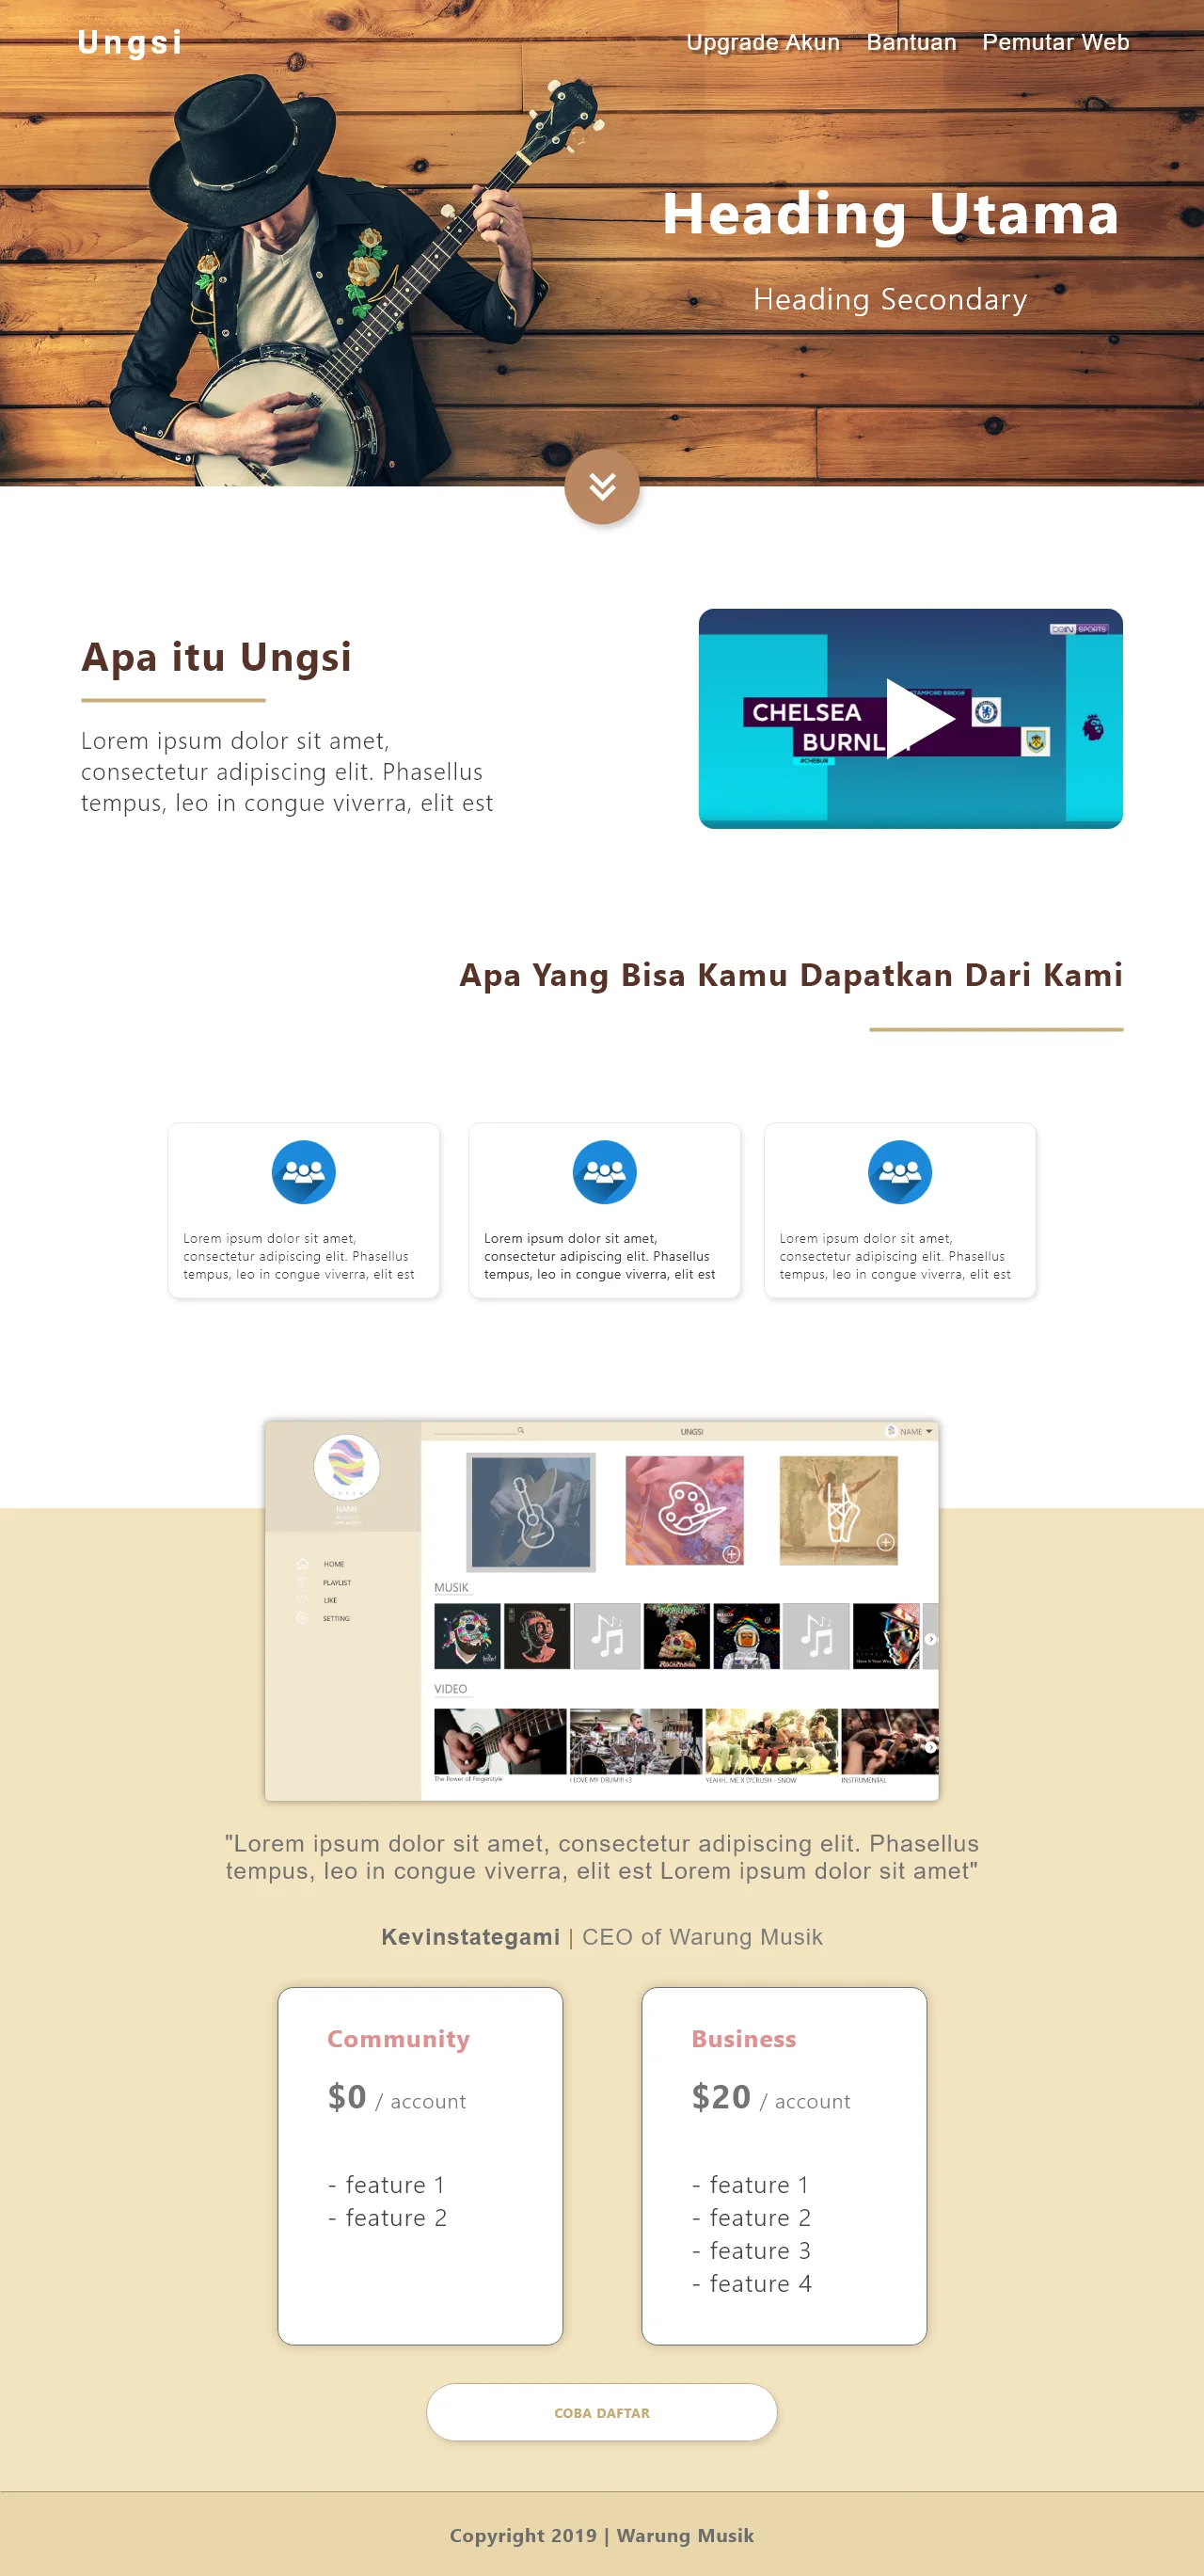 Ungsi
Upgrade Akun Bantuan Pemutar Web
Heading Utama
Heading Secondary
Apa itu Ungsi
Lorem ipsum dolor sit amet,
consectetur adipiscing elit. Phasellus
tempus, leo in congue viverra, elit est
beIN SPORTS
STAMFORD BRIDGE
CHELSEA
#CHEBUR
Apa Yang Bisa Kamu Dapatkan Dari Kami
Lorem ipsum dolor sit amet,
consectetur adipiscing elit. Phasellus
tempus, leo in congue viverra, elit est
Lorem ipsum dolor sit amet,
consectetur adipiscing elit. Phasellus
tempus, leo in congue viverra, elit est
Lorem ipsum dolor sit amet,
consectetur adipiscing elit. Phasellus
tempus, leo in congue viverra, elit est
UNGSI
NAME
LOREM
NAME
HOME
PLAYLIST
LIKE
SETTING
MUSIK
VIDEO
The Power of Fingerstyle
I LOVE MY DRUM!!!<3
YEAHH.. ME X D'CRUSH - SNOW
INSTRUMENTAL
"Lorem ipsum dolor sit amet, consectetur adipiscing elit. Phasellus
tempus, leo in congue viverra, elit est Lorem ipsum dolor sit amet"
Kevinstategami | CEO of Warung Musik
Community
$0 / account
- feature 1
- feature 2
Business
$20 / account
- feature 1
- feature 2
- feature 3
- feature 4
COBA DAFTAR
Copyright 2019 | Warung Musik